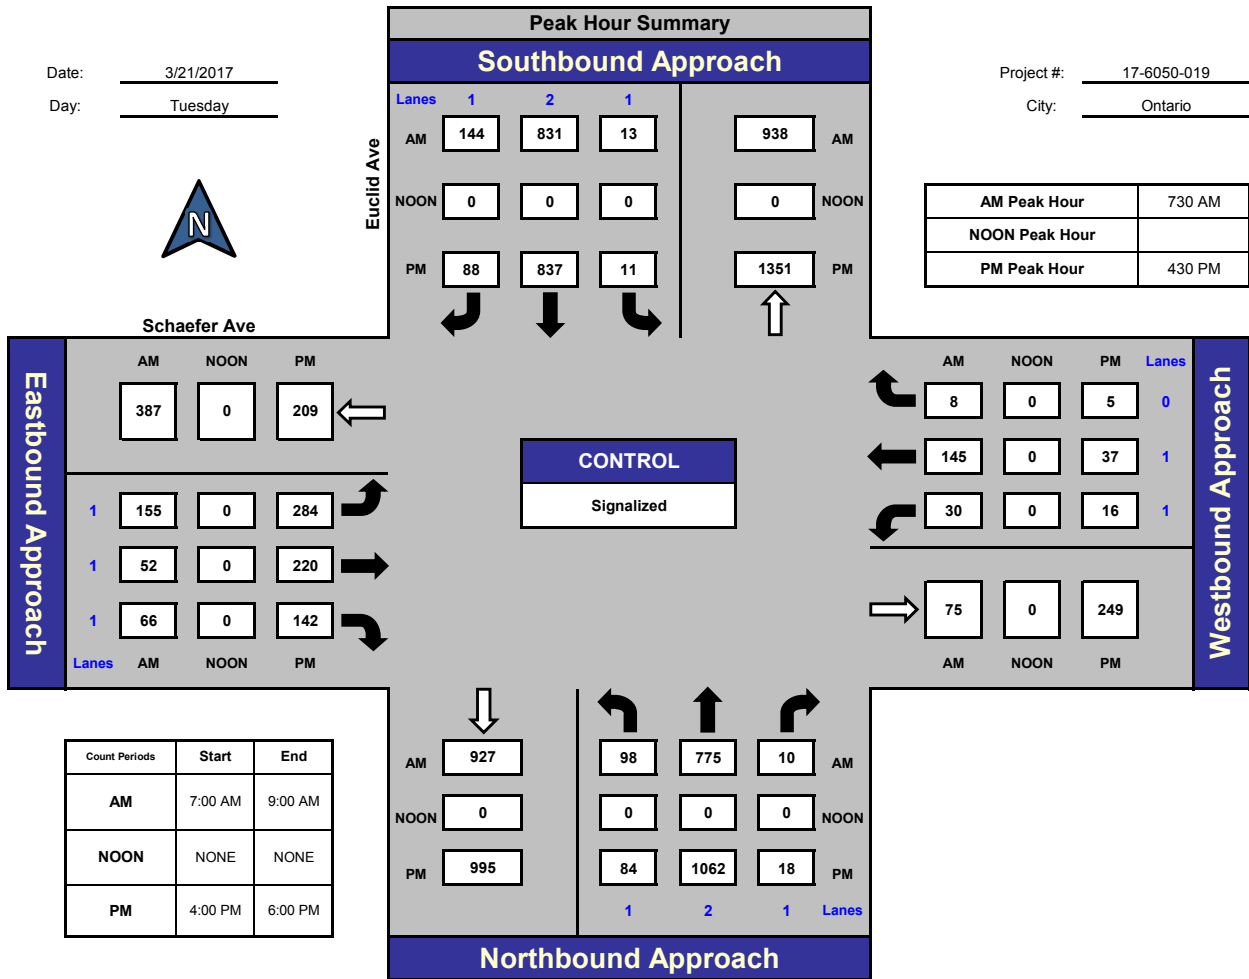 Peak Hour Summary
Southbound Approach
Date: 3/21/2017
Day: Tuesday
Project #: 17-6050-019
City: Ontario
N
Euclid Ave
Schaefer Ave
Lanes 1 2 1
AM 144 831 13 938 AM
NOON 0 0 0 0 NOON
PM 88 837 11 1351 PM
AM Peak Hour 730 AM
NOON Peak Hour
PM Peak Hour 430 PM
Eastbound Approach
AM NOON PM
387 0 209
1 155 0 284
1 52 0 220
1 66 0 142
Lanes AM NOON PM
CONTROL
Signalized
AM NOON PM Lanes
8 0 5 0
145 0 37 1
30 0 16 1
75 0 249
AM NOON PM
Westbound Approach
Count Periods Start End
AM 7:00 AM 9:00 AM
NOON NONE NONE
PM 4:00 PM 6:00 PM
AM 927 98 775 10 AM
NOON 0 0 0 0 NOON
PM 995 84 1062 18 PM
1 2 1 Lanes
Northbound Approach